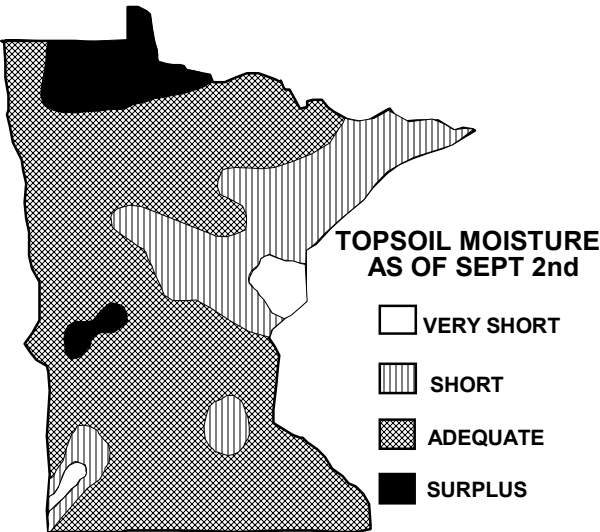 TOPSOIL MOISTURE
AS OF SEPT 2nd
VERY SHORT
SHORT
ADEQUATE
SURPLUS